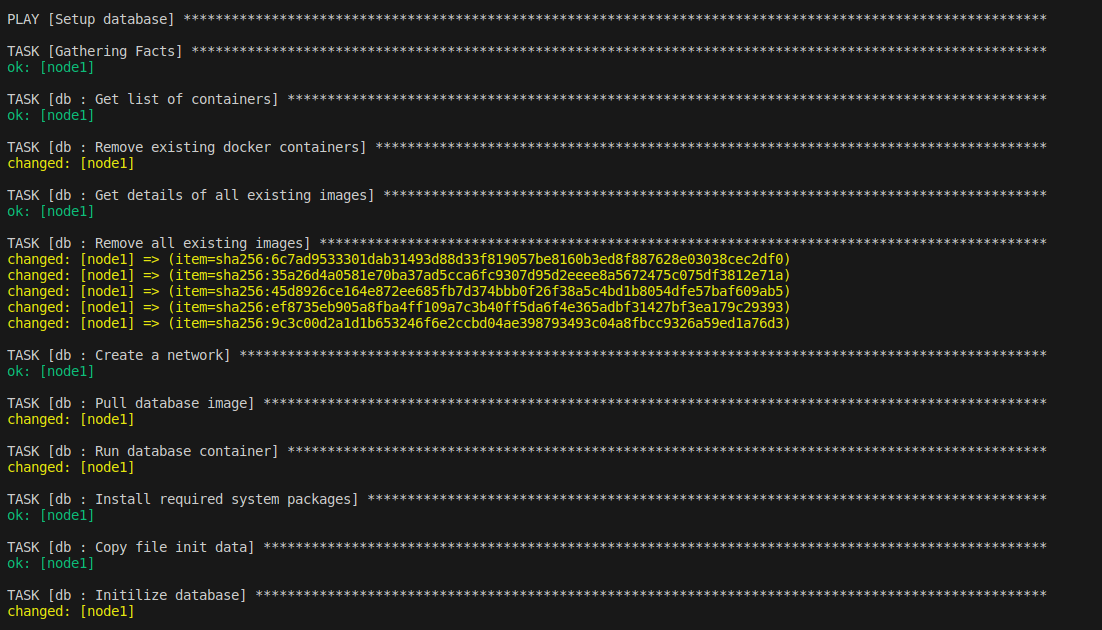 PLAY [Setup database] ************************************************************************************************************
TASK [Gathering Facts] ***********************************************************************************************************
ok: [node1]
TASK [db : Get list of containers] ***********************************************************************************************
ok: [node1]
TASK [db : Remove existing docker containers] ************************************************************************************
changed: [node1]
TASK [db : Get details of all existing images] ***********************************************************************************
ok: [node1]
TASK [db : Remove all existing images] *******************************************************************************************
changed: [node1] => (item=sha256:6c7ad9533301dab31493d88d33f819057be8160b3ed8f887628e03038cec2df0)
changed: [node1] => (item=sha256:35a26d4a0581e70ba37ad5cca6fc9307d95d2eeee8a5672475c075df3812e71a)
changed: [node1] => (item=sha256:45d8926ce164e872ee685fb7d374bbb0f26f38a5c4bd1b8054dfe57baf609ab5)
changed: [node1] => (item=sha256:ef8735eb905a8fba4ff109a7c3b40ff5da6f4e365adbf31427bf3ea179c29393)
changed: [node1] => (item=sha256:9c3c00d2a1d1b653246f6e2ccbd04ae398793493c04a8fbcc9326a59ed1a76d3)
TASK [db : Create a network] *****************************************************************************************************
ok: [node1]
TASK [db : Pull database image] **************************************************************************************************
changed: [node1]
TASK [db : Run database container] ***********************************************************************************************
changed: [node1]
TASK [db : Install required system packages] *************************************************************************************
ok: [node1]
TASK [db : Copy file init data] **************************************************************************************************
ok: [node1]
TASK [db : Initilize database] ***************************************************************************************************
changed: [node1]